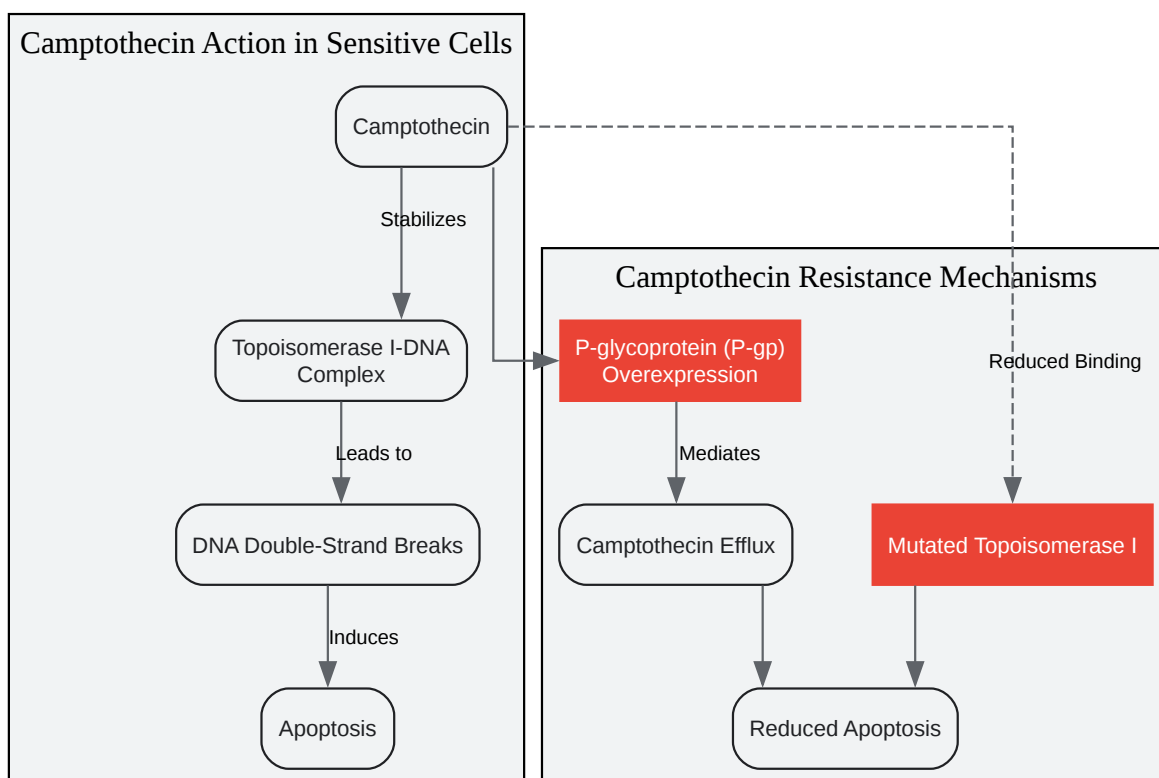 Camptothecin Action in Sensitive Cells
Camptothecin
Stabilizes
Topoisomerase I-DNA
Complex
Leads to
DNA Double-Strand Breaks
Induces
Apoptosis
Camptothecin Resistance Mechanisms
P-glycoprotein (P-gp)
Overexpression
Reduced Binding
Mediates
Camptothecin Efflux
Mutated Topoisomerase I
Reduced Apoptosis